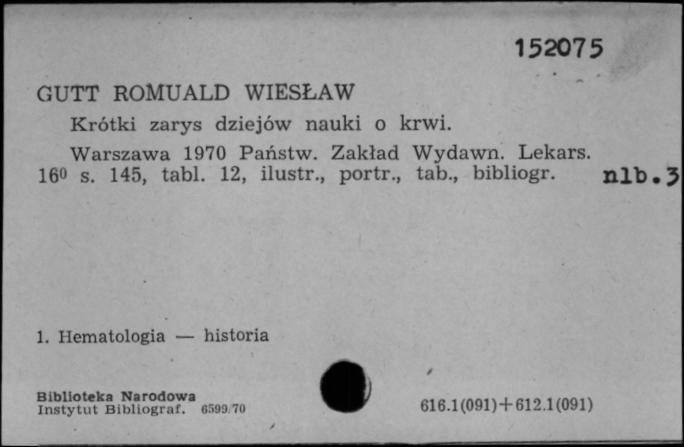 152075
GUTT ROMUALD WIESŁAW
Krótki zarys dziejów nauki o krwi.
Warszawa 1970 Państw. Zakład Wydawn. Lekars.
16⁰ s. 145, tabl. 12, ilustr., portr., tab., bibliogr. nlb.3
1. Hematologia — historia
Biblioteka Narodowa
Instytut Bibliograf. 6599/70
616.1(091)+612.1(091)